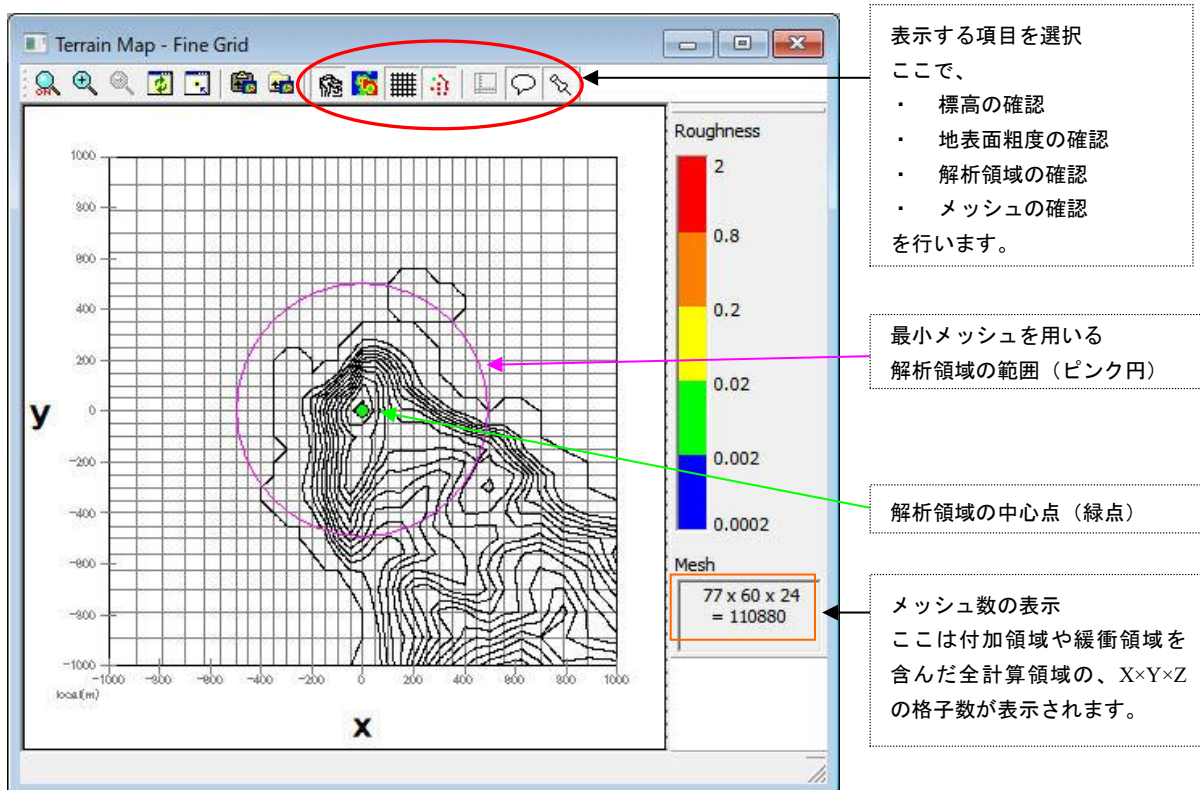 Terrain Map - Fine Grid
ON
1000
800
600
400
200
0
-200
-400
-600
-800
-1000
y
-1000 -800 -600 -400 -200 0 200 400 600 800 1000
local(m)
x
Roughness
2
0.8
0.2
0.02
0.002
0.0002
Mesh
77 x 60 x 24
= 110880
表示する項目を選択
ここで、
・ 標高の確認
・ 地表面粗度の確認
・ 解析領域の確認
・ メッシュの確認
を行います。
最小メッシュを用いる
解析領域の範囲（ピンク円）
解析領域の中心点（緑点）
メッシュ数の表示
ここは付加領域や緩衝領域を
含んだ全計算領域の、X×Y×Z
の格子数が表示されます。